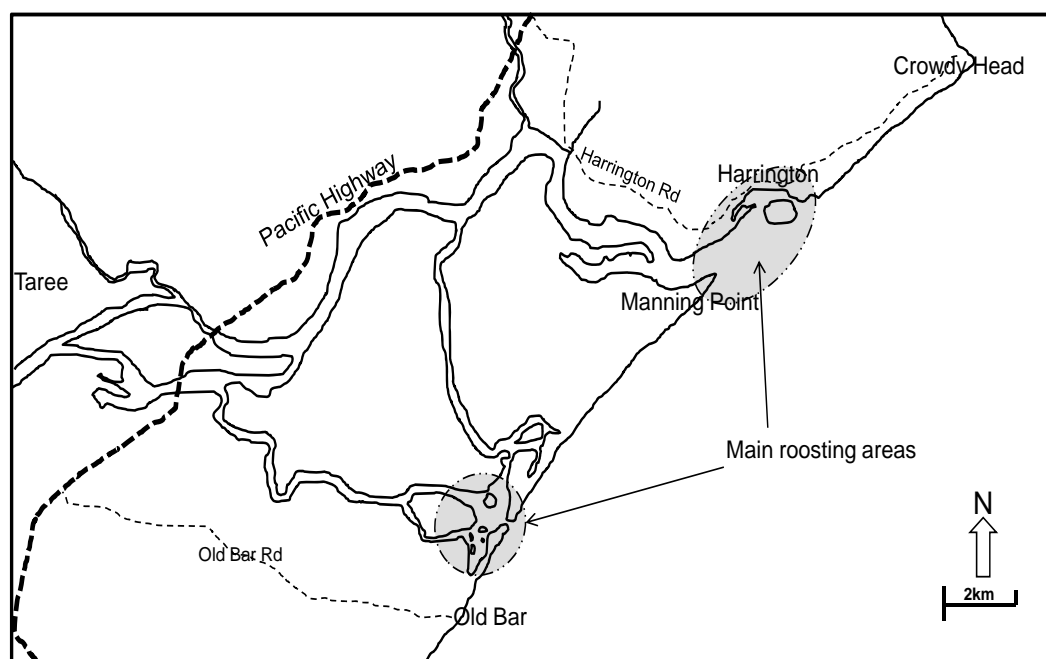 Crowdy Head
Pacific Highway
Harrington Rd
Harrington
Taree
Manning Point
Main roosting areas
N
Old Bar Rd
2km
Old Bar